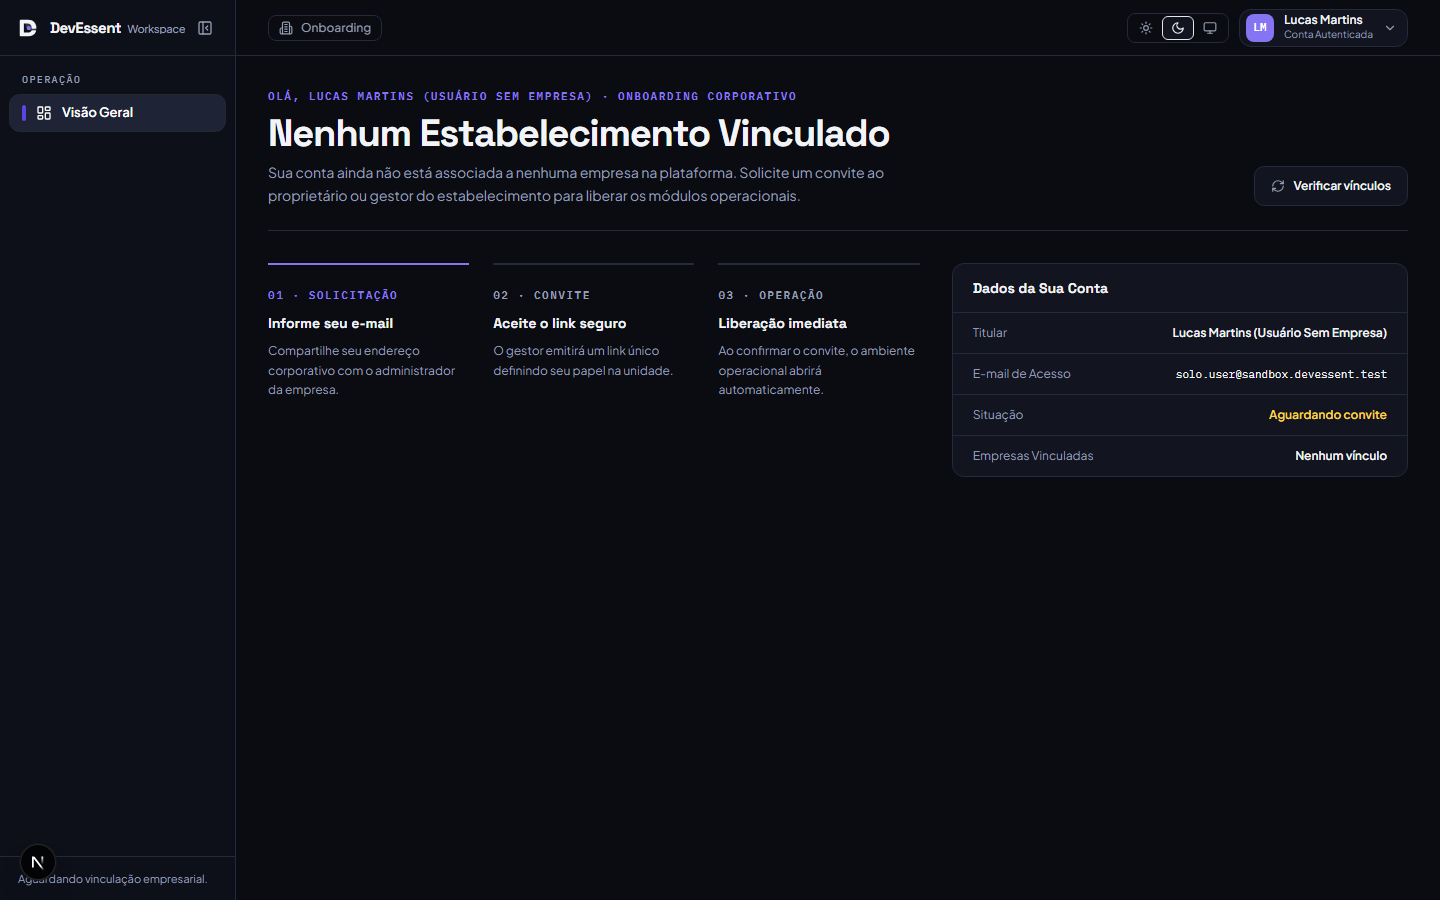 DevEssent Workspace
Onboarding
LM
Lucas Martins
Conta Autenticada
OPERAÇÃO
Visão Geral
OLÁ, LUCAS MARTINS (USUÁRIO SEM EMPRESA) · ONBOARDING CORPORATIVO
Nenhum Estabelecimento Vinculado
Sua conta ainda não está associada a nenhuma empresa na plataforma. Solicite um convite ao
proprietário ou gestor do estabelecimento para liberar os módulos operacionais.
Verificar vínculos
01 · SOLICITAÇÃO
Informe seu e-mail
Compartilhe seu endereço
corporativo com o administrador
da empresa.
02 · CONVITE
Aceite o link seguro
O gestor emitirá um link único
definindo seu papel na unidade.
03 · OPERAÇÃO
Liberação imediata
Ao confirmar o convite, o ambiente
operacional abrirá
automaticamente.
Dados da Sua Conta
Titular
Lucas Martins (Usuário Sem Empresa)
E-mail de Acesso
solo.user@sandbox.devessent.test
Situação
Aguardando convite
Empresas Vinculadas
Nenhum vínculo
N
Aguardando vinculação empresarial.